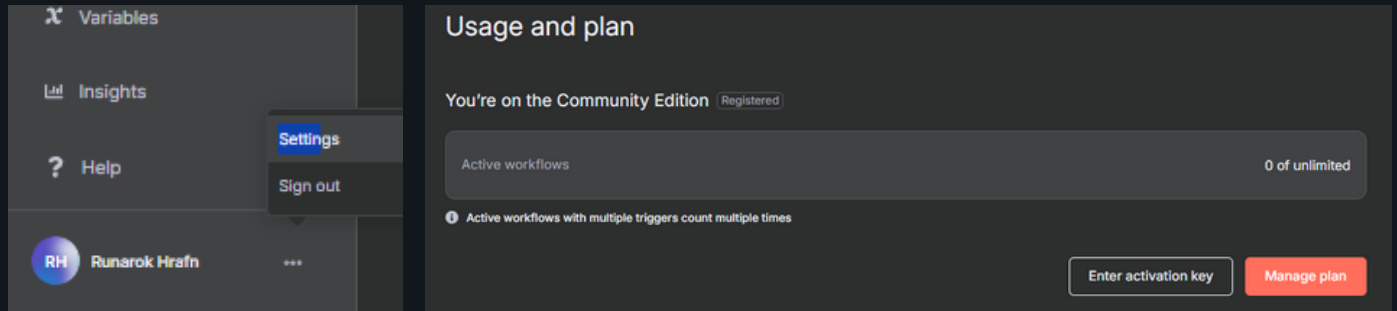 Variables
Insights
Settings
Help
Sign out
RH Runarok Hrafn
Usage and plan
You're on the Community Edition Registered
Active workflows 0 of unlimited
Active workflows with multiple triggers count multiple times
Enter activation key Manage plan